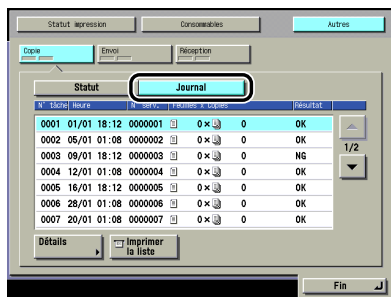 Statut impression Consommables Autres
Copie Envoi Réception
Statut Journal
N° tâche Heure N° serv. Feuilles x Copies Résultat
0001 01/01 18:12 0000001 0 × 0 OK
0002 05/01 01:08 0000002 0 × 0 OK
0003 09/01 18:12 0000003 0 × 0 NG
0004 12/01 01:08 0000004 0 × 0 OK
0005 16/01 18:12 0000005 0 × 0 OK
0006 28/01 01:08 0000006 0 × 0 OK
0007 20/01 01:08 0000007 0 × 0 OK
1/2
Détails Imprimer
la liste
Fin